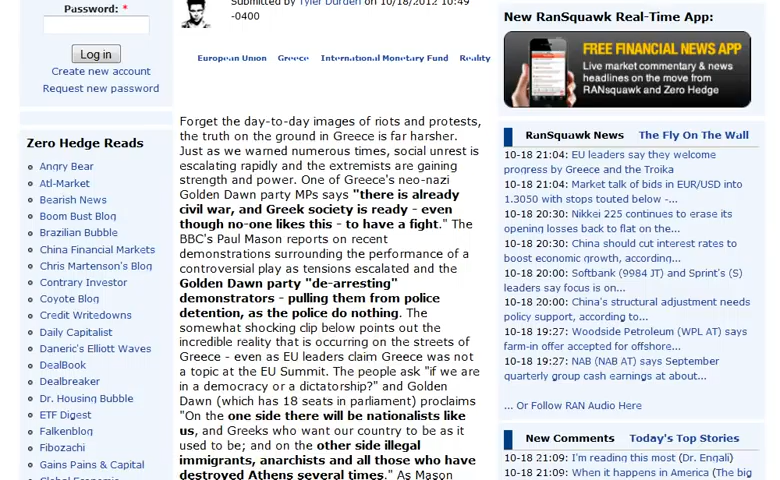 Password: *
Log in
Create new account
Request new password
Zero Hedge Reads
Angry Bear
Atl-Market
Bearish News
Boom Bust Blog
Brazilian Bubble
China Financial Markets
Chris Martenson's Blog
Contrary Investor
Coyote Blog
Credit Writedowns
Daily Capitalist
Daneric's Elliott Waves
DealBook
Dealbreaker
Dr. Housing Bubble
ETF Digest
Falkenblog
Fibozachi
Gains Pains & Capital
Global Economic
Submitted by Tyler Durden on 10/18/2012 10:49
-0400
European Union Greece International Monetary Fund Reality
Forget the day-to-day images of riots and protests,
the truth on the ground in Greece is far harsher.
Just as we warned numerous times, social unrest is
escalating rapidly and the extremists are gaining
strength and power. One of Greece's neo-nazi
Golden Dawn party MPs says "there is already
civil war, and Greek society is ready - even
though no-one likes this - to have a fight." The
BBC's Paul Mason reports on recent
demonstrations surrounding the performance of a
controversial play as tensions escalated and the
Golden Dawn party "de-arresting"
demonstrators - pulling them from police
detention, as the police do nothing. The
somewhat shocking clip below points out the
incredible reality that is occurring on the streets of
Greece - even as EU leaders claim Greece was not
a topic at the EU Summit. The people ask "if we are
in a democracy or a dictatorship?" and Golden
Dawn (which has 18 seats in parliament) proclaims
"On the one side there will be nationalists like
us, and Greeks who want our country to be as it
used to be; and on the other side illegal
immigrants, anarchists and all those who have
destroyed Athens several times." As Mason
New RanSquawk Real-Time App:
FREE FINANCIAL NEWS APP
Live market commentary & news
headlines on the move from
RANsquawk and Zero Hedge
RanSquawk News The Fly On The Wall
10-18 21:04: EU leaders say they welcome
progress by Greece and the Troika
10-18 21:04: Market talk of bids in EUR/USD into
1.3050 with stops touted below -...
10-18 20:30: Nikkei 225 continues to erase its
opening losses back to flat on the...
10-18 20:30: China should cut interest rates to
boost economic growth, according...
10-18 20:00: Softbank (9984 JT) and Sprint's (S)
leaders say focus is on...
10-18 20:00: China's structural adjustment needs
policy support, according to...
10-18 19:27: Woodside Petroleum (WPL AT) says
farm-in offer accepted for offshore...
10-18 19:27: NAB (NAB AT) says September
quarterly group cash earnings at about...
... Or Follow RAN Audio Here
New Comments Today's Top Stories
10-18 21:09: I'm reading this most (Dr. Engali)
10-18 21:09: When it happens in America (The big